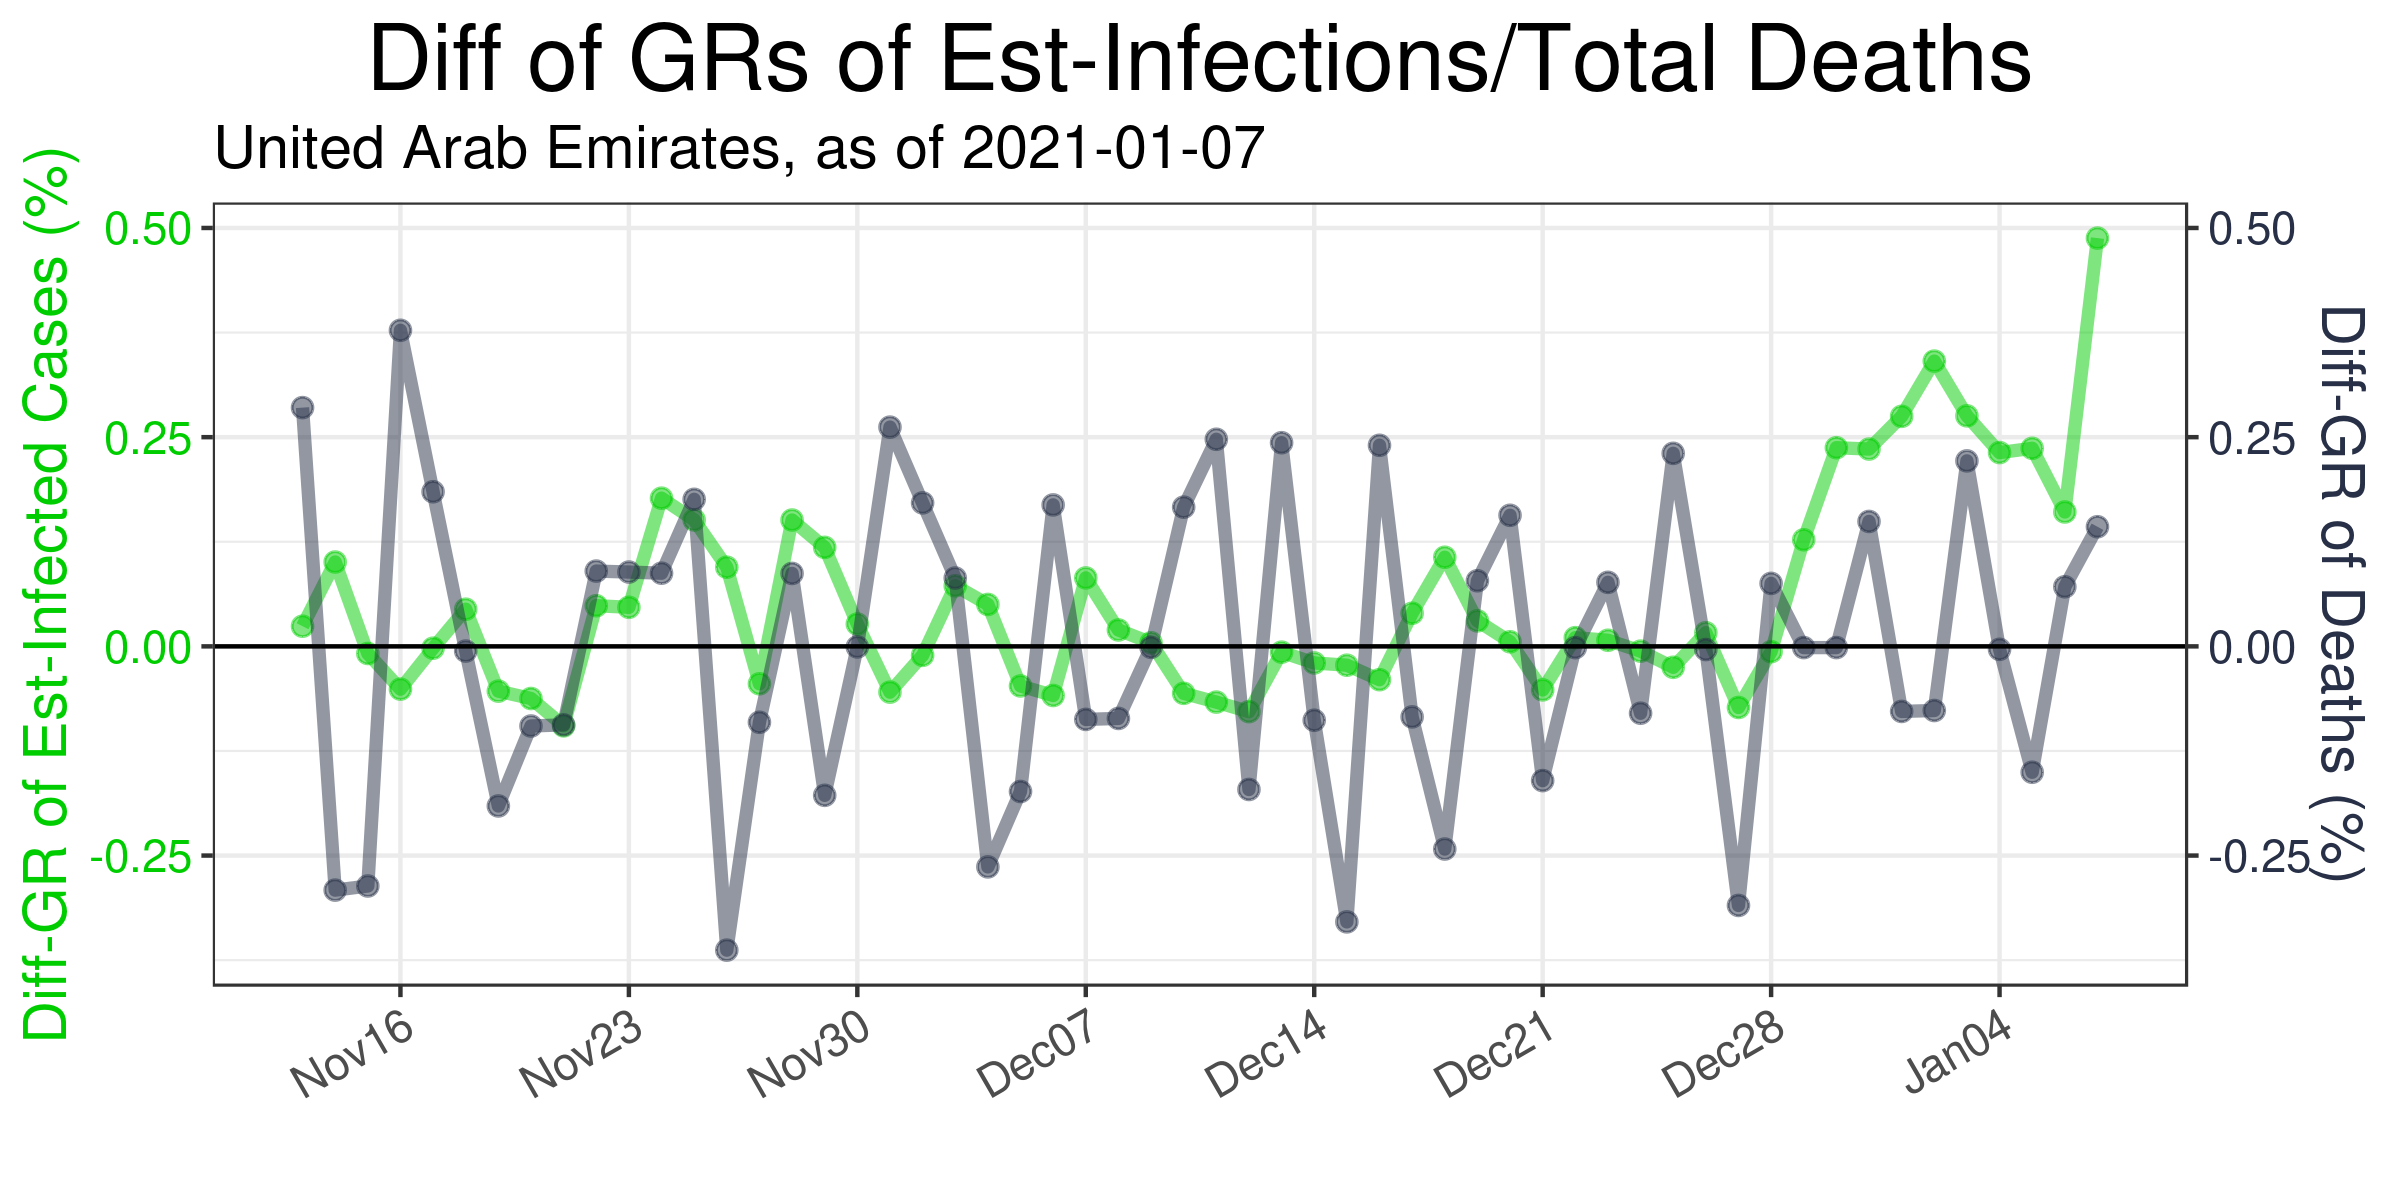 Diff of GRs of Est-Infections/Total Deaths
United Arab Emirates, as of 2021-01-07
Diff-GR of Est-Infected Cases (%)
0.50
0.25
0.00
-0.25
0.50
0.25
0.00
-0.25
Diff-GR of Deaths (%)
Nov16
Nov23
Nov30
Dec07
Dec14
Dec21
Dec28
Jan04